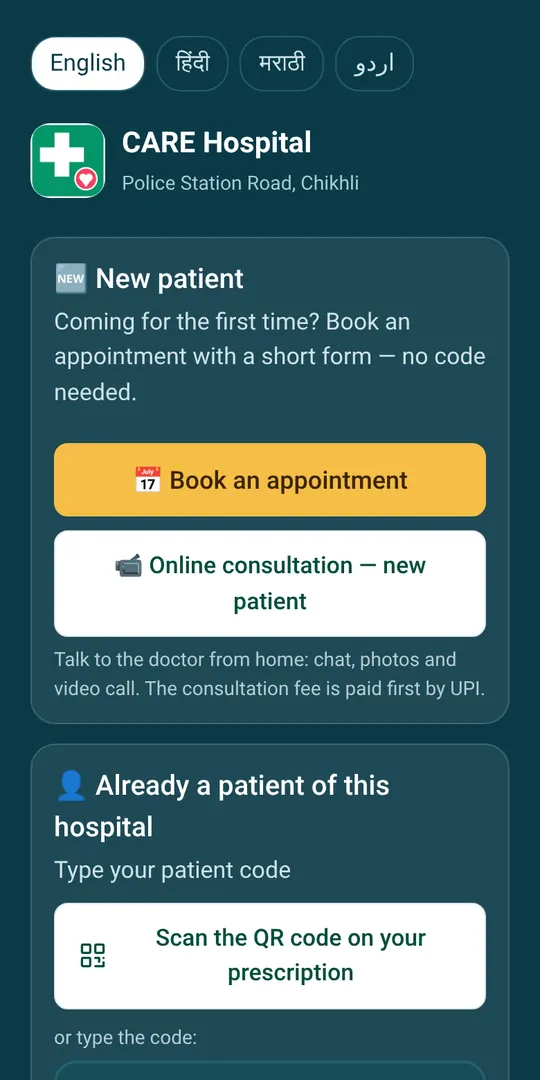 English
हिंदी
मराठी
اردو
CARE Hospital
Police Station Road, Chikhli
🆕 New patient
Coming for the first time? Book an
appointment with a short form — no code
needed.
📅 Book an appointment
📹 Online consultation — new
patient
Talk to the doctor from home: chat, photos and
video call. The consultation fee is paid first by UPI.
👤 Already a patient of this
hospital
Type your patient code
Scan the QR code on your
prescription
or type the code: